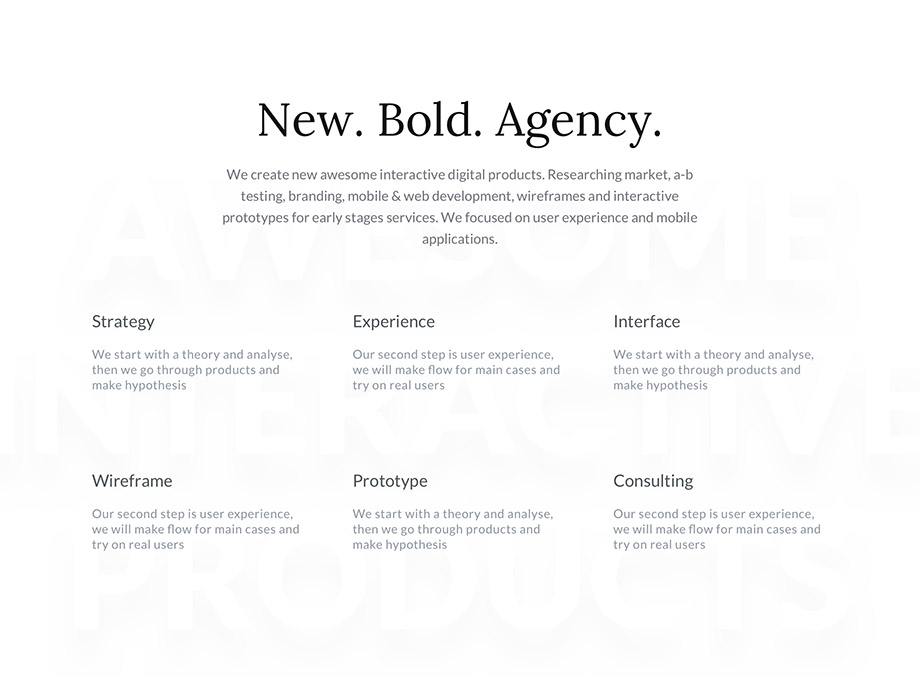 New. Bold. Agency.
We create new awesome interactive digital products. Researching market, a-b
testing, branding, mobile & web development, wireframes and interactive
prototypes for early stages services. We focused on user experience and mobile
applications.
AWESOME
Strategy
We start with a theory and analyse,
then we go through products and
make hypothesis
Experience
Our second step is user experience,
we will make flow for main cases and
try on real users
Interface
We start with a theory and analyse,
then we go through products and
make hypothesis
INTERACTIVE
Wireframe
Our second step is user experience,
we will make flow for main cases and
try on real users
Prototype
We start with a theory and analyse,
then we go through products and
make hypothesis
Consulting
Our second step is user experience,
we will make flow for main cases and
try on real users
PRODUCTS